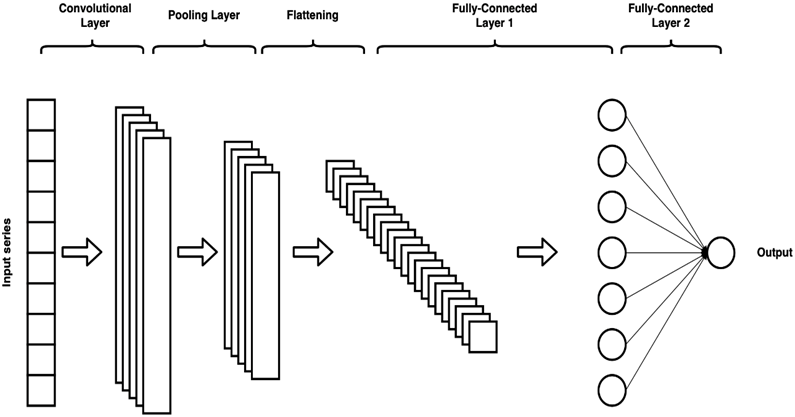 Convolutional
Layer
Pooling Layer
Flattening
Fully-Connected
Layer 1
Fully-Connected
Layer 2
Input series
Output